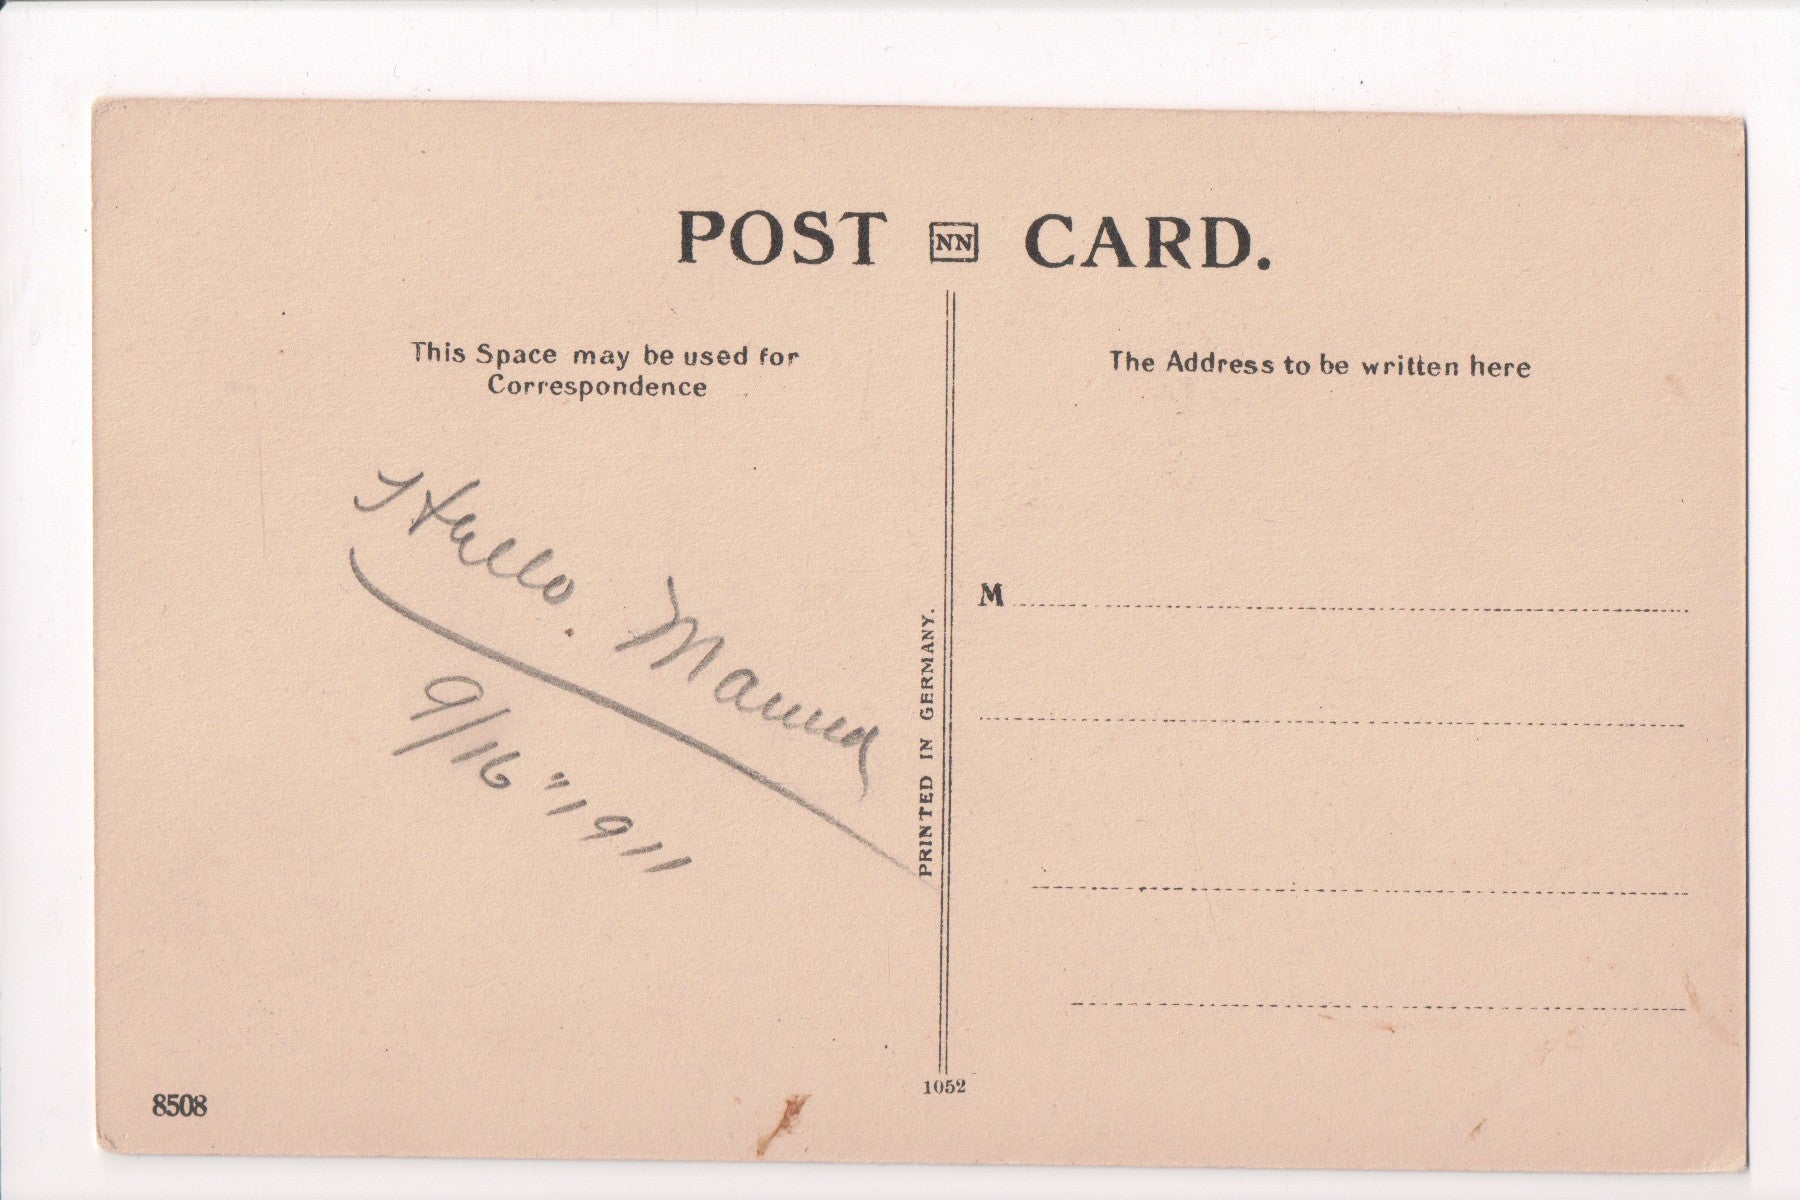 POST NN CARD.
This Space may be used for
Correspondence
The Address to be written here
Hello. Mamma
9/16 " 1911
M
PRINTED IN GERMANY.
1052
8508